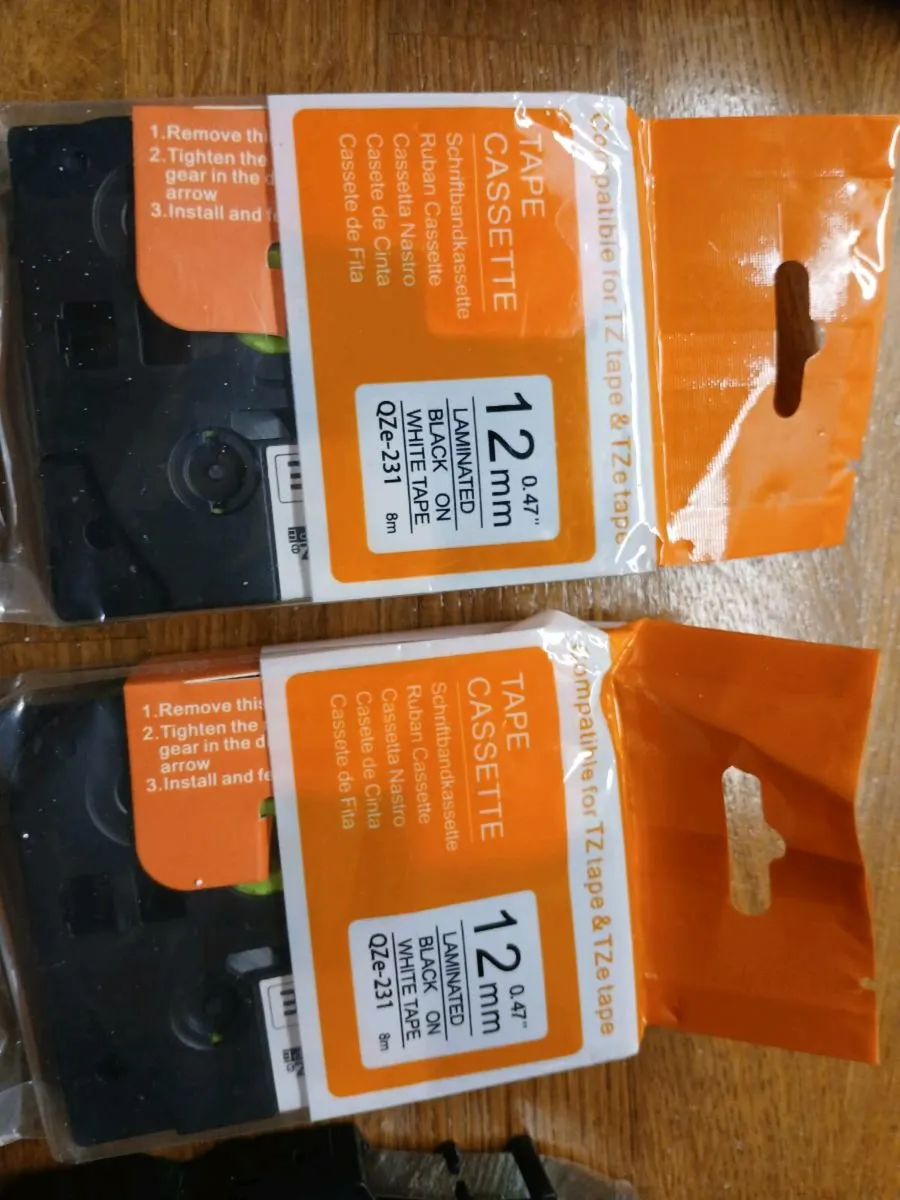 Compatible for TZ tape & TZe tape
TAPE
CASSETTE
Schriftbandkassette
Ruban Cassette
Cassetta Nastro
Casete de Cinta
Cassete de Fita
12mm 0.47"
LAMINATED
BLACK ON
WHITE TAPE
QZe-231 8m
1.Remove
2.Tighten the
gear in the
arrow
3.Install and
Compatible for TZ tape & TZe tape
TAPE
CASSETTE
Schriftbandkassette
Ruban Cassette
Cassetta Nastro
Casete de Cinta
Cassete de Fita
12mm 0.47"
LAMINATED
BLACK ON
WHITE TAPE
QZe-231 8m
1.Remove this
2.Tighten the
gear in the
arrow
3.Install and